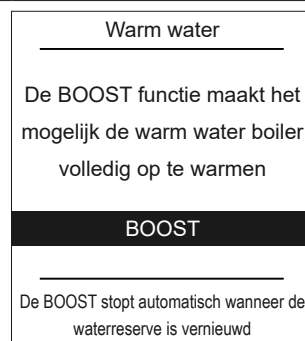 Warm water
De BOOST functie maakt het
mogelijk de warm water boiler
volledig op te warmen
BOOST
De BOOST stopt automatisch wanneer de
waterreserve is vernieuwd